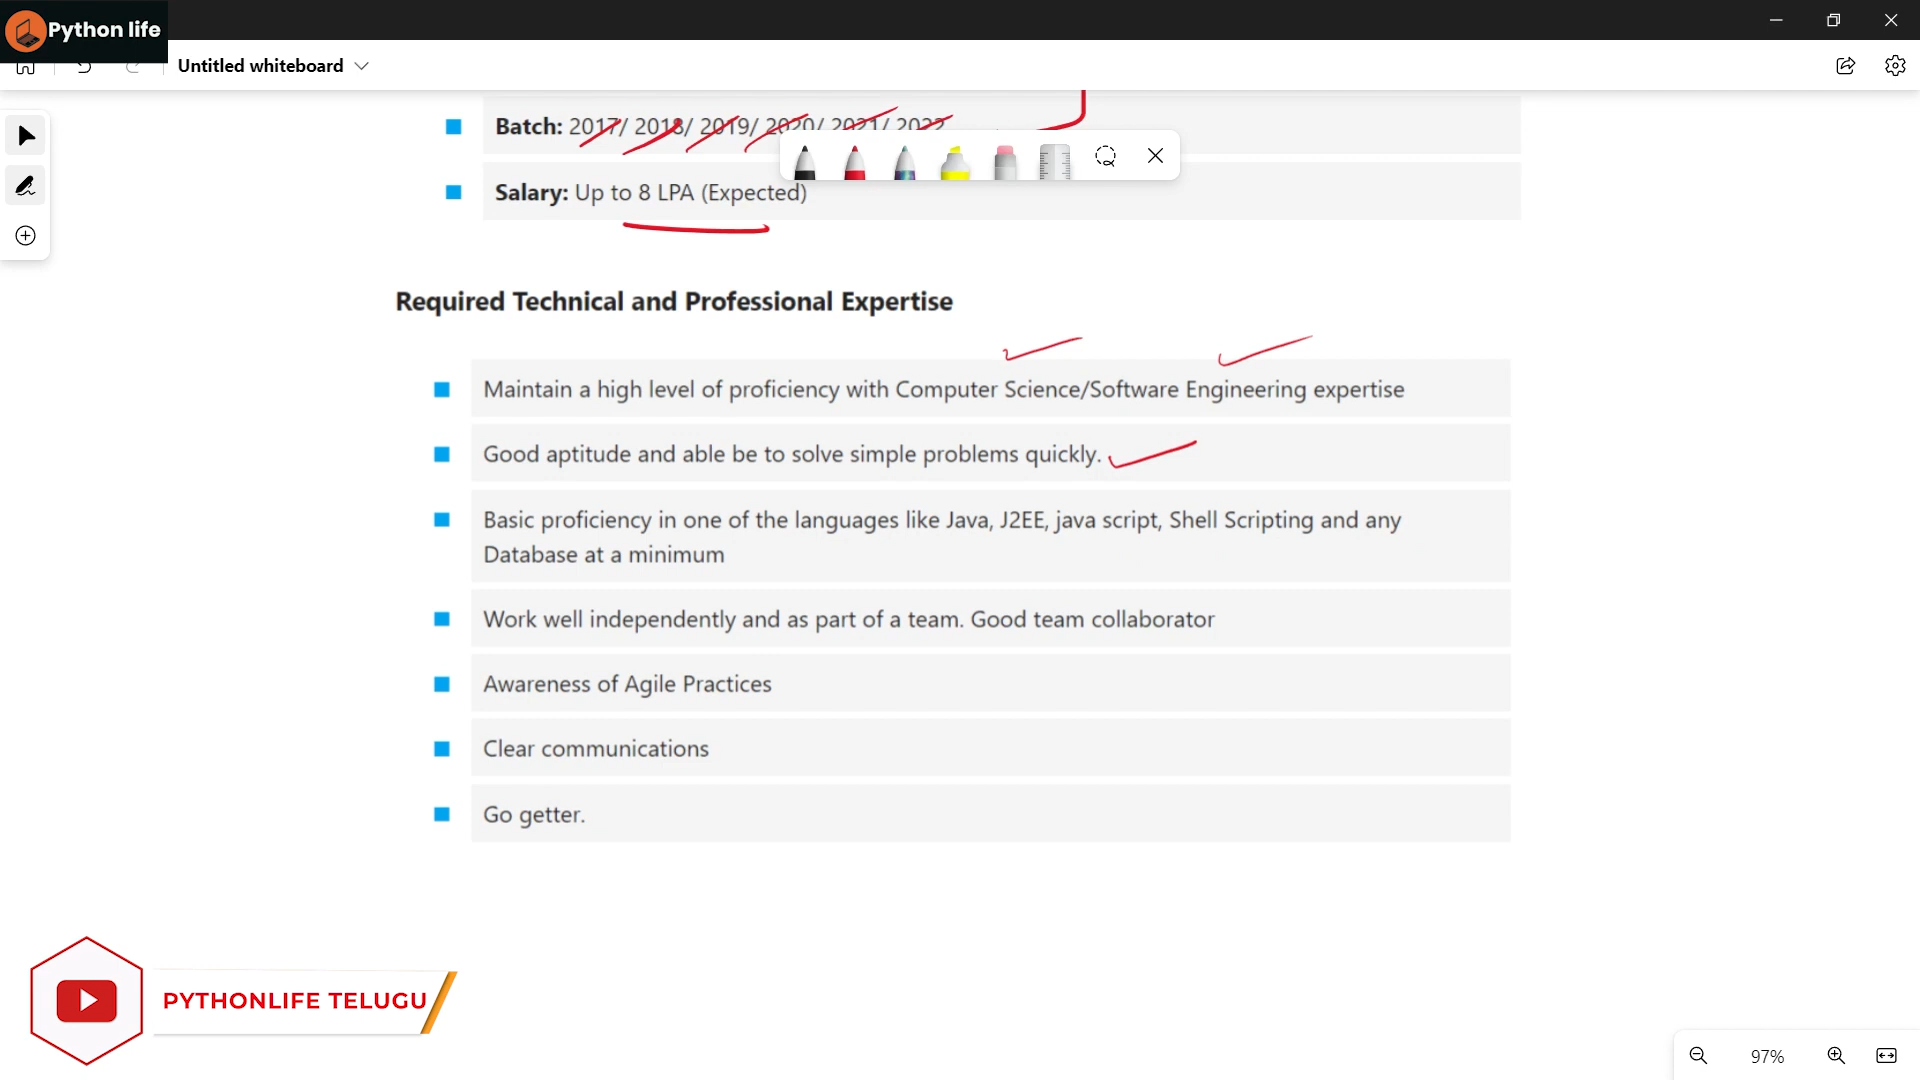 Python life
Untitled whiteboard
Batch: 2017/ 2018/ 2019/ 2020/ 2021/ 2022
Salary: Up to 8 LPA (Expected)
Required Technical and Professional Expertise
Maintain a high level of proficiency with Computer Science/Software Engineering expertise
Good aptitude and able be to solve simple problems quickly.
Basic proficiency in one of the languages like Java, J2EE, java script, Shell Scripting and any
Database at a minimum
Work well independently and as part of a team. Good team collaborator
Awareness of Agile Practices
Clear communications
Go getter.
PYTHONLIFE TELUGU
97%